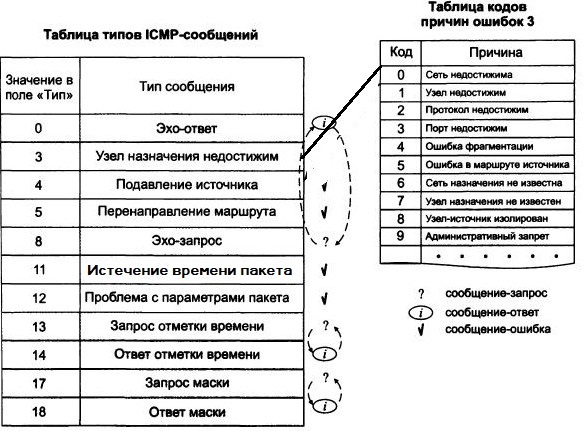 Таблица типов ICMP-сообщений
Значение в поле «Тип» Тип сообщения
0 Эхо-ответ i
3 Узел назначения недостижим
4 Подавление источника
5 Перенаправление маршрута
8 Эхо-запрос ?
11 Истечение времени пакета
12 Проблема с параметрами пакета
13 Запрос отметки времени ?
14 Ответ отметки времени i
17 Запрос маски ?
18 Ответ маски i
Таблица кодов
причин ошибок 3
Код Причина
0 Сеть недостижима
1 Узел недостижим
2 Протокол недостижим
3 Порт недостижим
4 Ошибка фрагментации
5 Ошибка в маршруте источника
6 Сеть назначения не известна
7 Узел назначения не известен
8 Узел-источник изолирован
9 Административный запрет
? сообщение-запрос
i сообщение-ответ
сообщение-ошибка